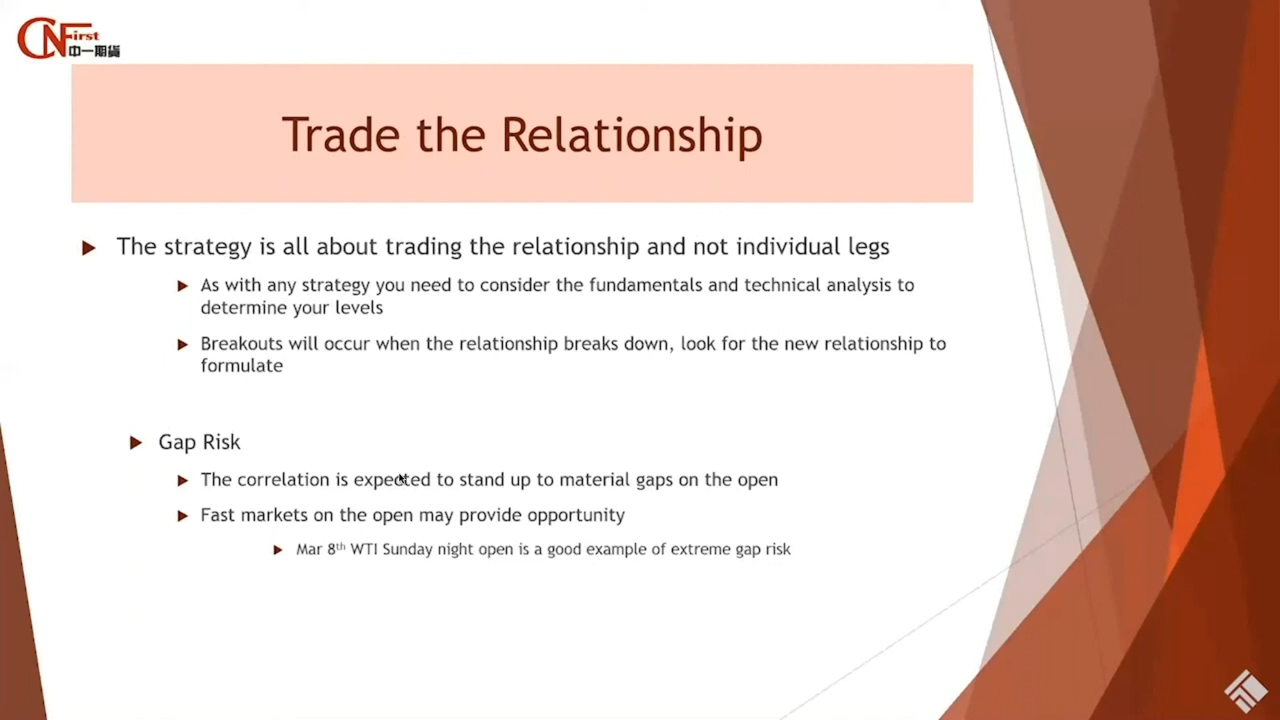 CNFirst
中一期貨
Trade the Relationship
The strategy is all about trading the relationship and not individual legs
As with any strategy you need to consider the fundamentals and technical analysis to
determine your levels
Breakouts will occur when the relationship breaks down, look for the new relationship to
formulate
Gap Risk
The correlation is expected to stand up to material gaps on the open
Fast markets on the open may provide opportunity
Mar 8th WTI Sunday night open is a good example of extreme gap risk